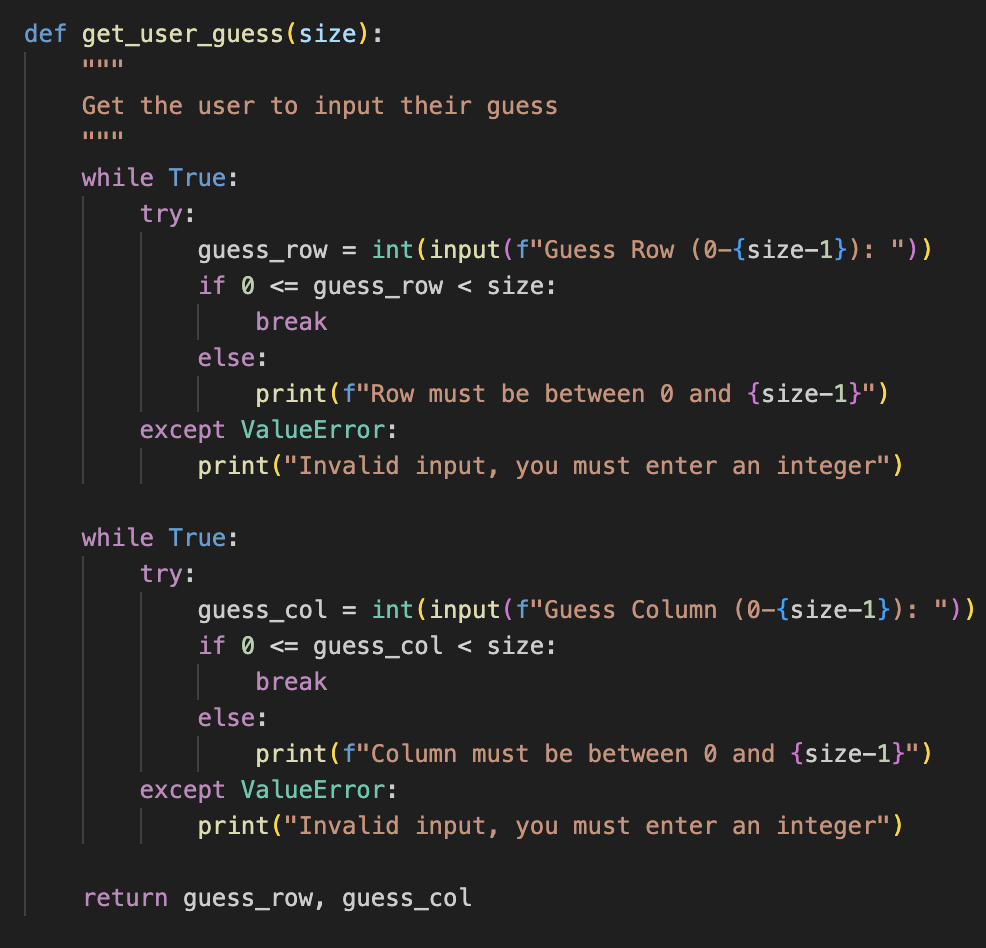 def get_user_guess(size):
    """
    Get the user to input their guess
    """
    while True:
        try:
            guess_row = int(input(f"Guess Row (0-{size-1}): "))
            if 0 <= guess_row < size:
                break
            else:
                print(f"Row must be between 0 and {size-1}")
        except ValueError:
            print("Invalid input, you must enter an integer")

    while True:
        try:
            guess_col = int(input(f"Guess Column (0-{size-1}): "))
            if 0 <= guess_col < size:
                break
            else:
                print(f"Column must be between 0 and {size-1}")
        except ValueError:
            print("Invalid input, you must enter an integer")

    return guess_row, guess_col